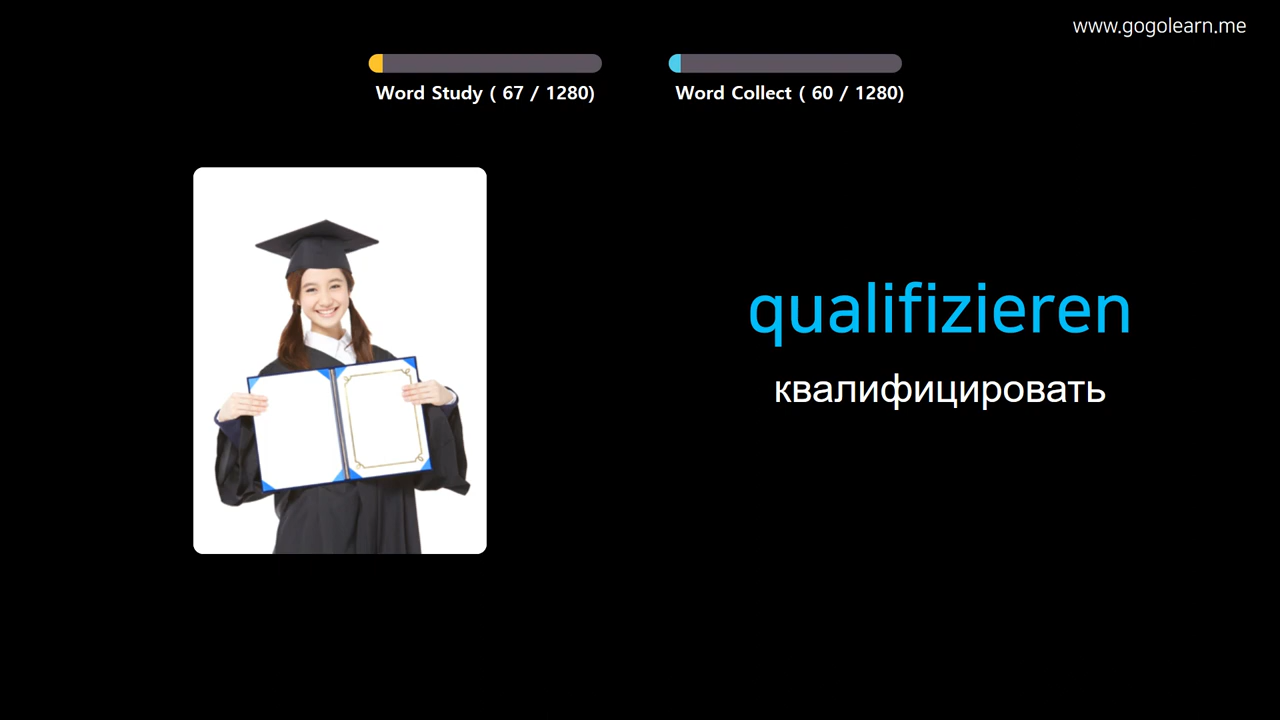 www.gogolearn.me
Word Study ( 67 / 1280)
Word Collect ( 60 / 1280)
qualifizieren
квалифицировать